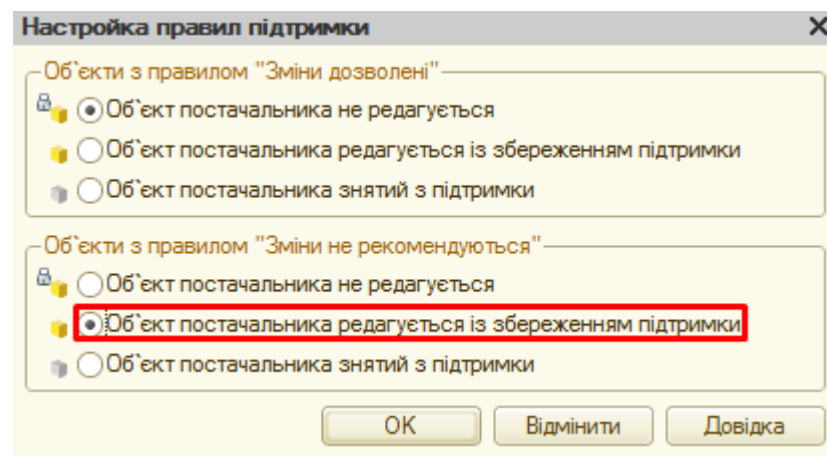 Настройка правил підтримки
Об`єкти з правилом "Зміни дозволені"
Об`єкт постачальника не редагується
Об`єкт постачальника редагується із збереженням підтримки
Об`єкт постачальника знятий з підтримки
Об`єкти з правилом "Зміни не рекомендуються"
Об`єкт постачальника не редагується
Об`єкт постачальника редагується із збереженням підтримки
Об`єкт постачальника знятий з підтримки
ОК Відмінити Довідка